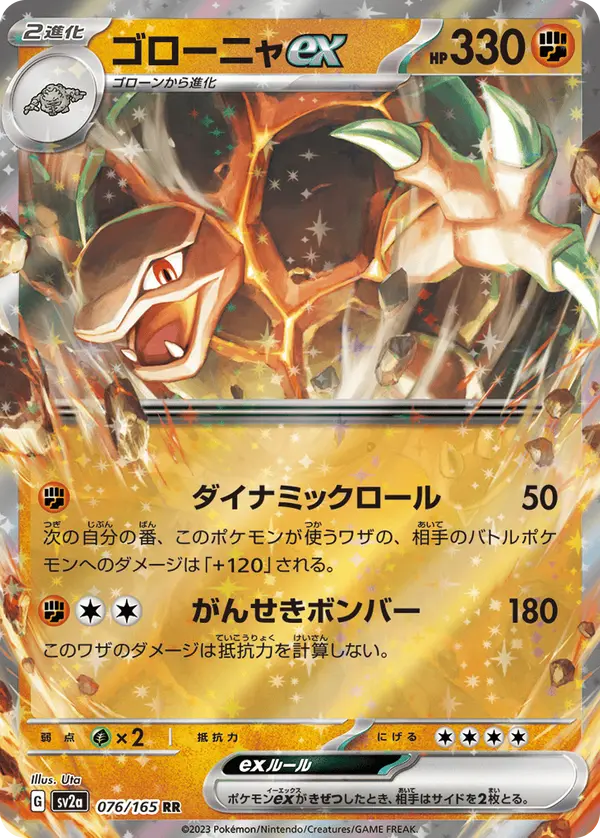 2進化
ゴローニャex
HP330
ゴローンから進化
ダイナミックロール 50
次の自分の番、このポケモンが使うワザの、相手のバトルポケ
モンへのダメージは「+120」される。
がんせきボンバー 180
このワザのダメージは抵抗力を計算しない。
弱点 ×2 抵抗力 にげる
exルール
ポケモンexがきぜつしたとき、相手はサイドを2枚とる。
Illus. Uta
G sv2a 076/165 RR
©2023 Pokémon/Nintendo/Creatures/GAME FREAK.